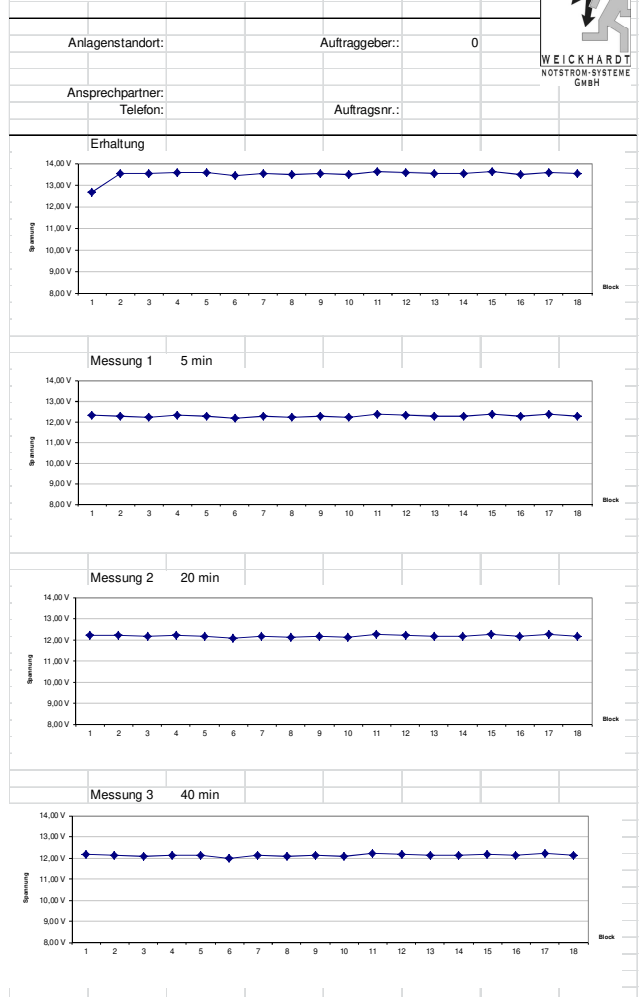 Anlagenstandort: Auftraggeber:: 0
WEICKHARDT
NOTSTROM-SYSTEME
GMBH
Ansprechpartner:
Telefon: Auftragsnr.:
Erhaltung
14,00 V
13,00 V
12,00 V
11,00 V
10,00 V
9,00 V
8,00 V
Spannung
Block
1 2 3 4 5 6 7 8 9 10 11 12 13 14 15 16 17 18
Messung 1 5 min
14,00 V
13,00 V
12,00 V
11,00 V
10,00 V
9,00 V
8,00 V
Spannung
Block
1 2 3 4 5 6 7 8 9 10 11 12 13 14 15 16 17 18
Messung 2 20 min
14,00 V
13,00 V
12,00 V
11,00 V
10,00 V
9,00 V
8,00 V
Spannung
Block
1 2 3 4 5 6 7 8 9 10 11 12 13 14 15 16 17 18
Messung 3 40 min
14,00 V
13,00 V
12,00 V
11,00 V
10,00 V
9,00 V
8,00 V
Spannung
Block
1 2 3 4 5 6 7 8 9 10 11 12 13 14 15 16 17 18